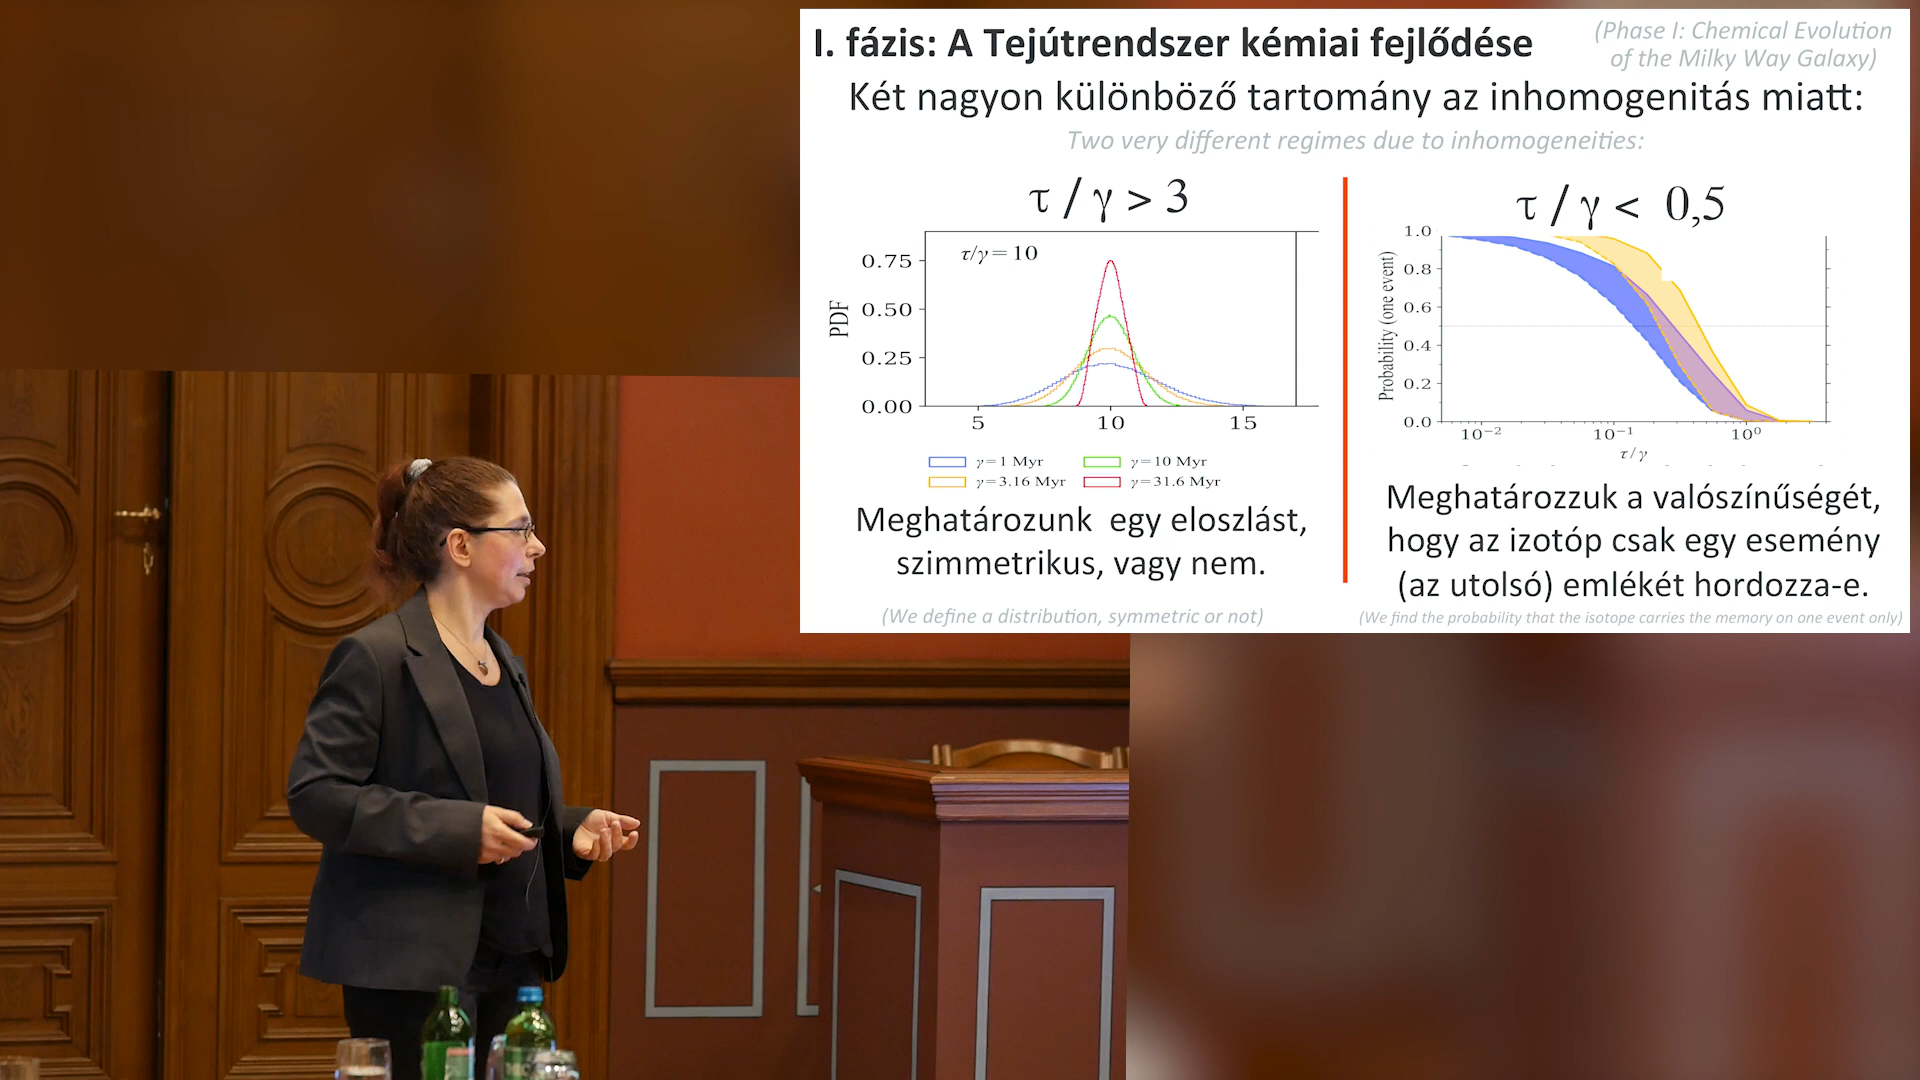 I. fázis: A Tejútrendszer kémiai fejlődése
(Phase I: Chemical Evolution
of the Milky Way Galaxy)
Két nagyon különböző tartomány az inhomogenitás miatt:
Two very different regimes due to inhomogeneities:
τ / γ > 3
τ/γ = 10
PDF
0.75
0.50
0.25
0.00
5 10 15
γ = 1 Myr
γ = 10 Myr
γ = 3.16 Myr
γ = 31.6 Myr
Meghatározunk egy eloszlást,
szimmetrikus, vagy nem.
(We define a distribution, symmetric or not)
τ / γ < 0,5
Probability (one event)
1.0
0.8
0.6
0.4
0.2
0.0
10⁻² 10⁻¹ 10⁰
τ / γ
Meghatározzuk a valószínűségét,
hogy az izotóp csak egy esemény
(az utolsó) emlékét hordozza-e.
(We find the probability that the isotope carries the memory on one event only)